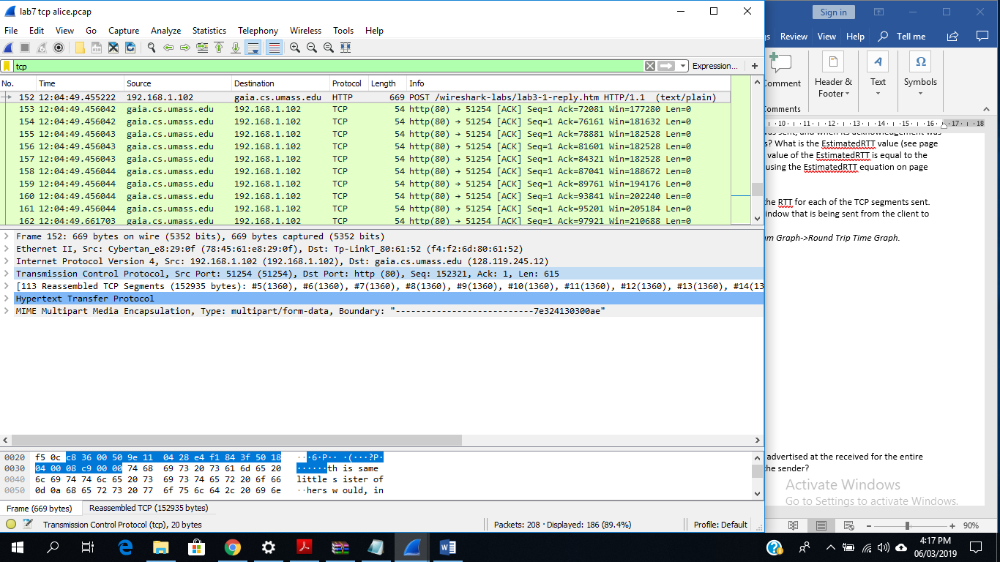 lab7 tcp alice.pcap
File Edit View Go Capture Analyze Statistics Telephony Wireless Tools Help
tcp
Expression... +
No. Time Source Destination Protocol Length Info
152 12:04:49.455222 192.168.1.102 gaia.cs.umass.edu HTTP 669 POST /wireshark-labs/lab3-1-reply.htm HTTP/1.1 (text/plain)
153 12:04:49.456042 gaia.cs.umass.edu 192.168.1.102 TCP 54 http(80) → 51254 [ACK] Seq=1 Ack=72081 Win=177280 Len=0
154 12:04:49.456042 gaia.cs.umass.edu 192.168.1.102 TCP 54 http(80) → 51254 [ACK] Seq=1 Ack=76161 Win=181632 Len=0
155 12:04:49.456043 gaia.cs.umass.edu 192.168.1.102 TCP 54 http(80) → 51254 [ACK] Seq=1 Ack=78881 Win=182528 Len=0
156 12:04:49.456043 gaia.cs.umass.edu 192.168.1.102 TCP 54 http(80) → 51254 [ACK] Seq=1 Ack=81601 Win=182528 Len=0
157 12:04:49.456043 gaia.cs.umass.edu 192.168.1.102 TCP 54 http(80) → 51254 [ACK] Seq=1 Ack=84321 Win=182528 Len=0
158 12:04:49.456044 gaia.cs.umass.edu 192.168.1.102 TCP 54 http(80) → 51254 [ACK] Seq=1 Ack=87041 Win=188672 Len=0
159 12:04:49.456044 gaia.cs.umass.edu 192.168.1.102 TCP 54 http(80) → 51254 [ACK] Seq=1 Ack=89761 Win=194176 Len=0
160 12:04:49.456044 gaia.cs.umass.edu 192.168.1.102 TCP 54 http(80) → 51254 [ACK] Seq=1 Ack=93841 Win=202240 Len=0
161 12:04:49.456044 gaia.cs.umass.edu 192.168.1.102 TCP 54 http(80) → 51254 [ACK] Seq=1 Ack=95201 Win=205184 Len=0
162 12:04:49.661703 gaia.cs.umass.edu 192.168.1.102 TCP 54 http(80) → 51254 [ACK] Seq=1 Ack=97921 Win=210688 Len=0
Frame 152: 669 bytes on wire (5352 bits), 669 bytes captured (5352 bits)
Ethernet II, Src: Cybertan_e8:29:0f (78:45:61:e8:29:0f), Dst: Tp-LinkT_80:61:52 (f4:f2:6d:80:61:52)
Internet Protocol Version 4, Src: 192.168.1.102 (192.168.1.102), Dst: gaia.cs.umass.edu (128.119.245.12)
Transmission Control Protocol, Src Port: 51254 (51254), Dst Port: http (80), Seq: 152321, Ack: 1, Len: 615
[113 Reassembled TCP Segments (152935 bytes): #5(1360), #6(1360), #7(1360), #8(1360), #9(1360), #10(1360), #11(1360), #12(1360), #13(1360), #14(13
Hypertext Transfer Protocol
MIME Multipart Media Encapsulation, Type: multipart/form-data, Boundary: "---------------------------7e324130300ae"
0020 f5 0c c8 36 00 50 9e 11 04 28 e4 f1 84 3f 50 18 ···6·P·· ·(···?P·
0030 04 00 08 c9 00 00 74 68 69 73 20 73 61 6d 65 20 ······th is same
0040 6c 69 74 74 6c 65 20 73 69 73 74 65 72 20 6f 66 little s ister of
0050 0d 0a 68 65 72 73 20 77 6f 75 6c 64 2c 20 69 6e ··hers w ould, in
Frame (669 bytes) Reassembled TCP (152935 bytes)
Transmission Control Protocol (tcp), 20 bytes Packets: 208 · Displayed: 186 (89.4%) Profile: Default
Sign in
Review View Help Tell me
omment Header & Footer Text Symbols
omments
10 11 12 13 14 15 16 17 18
was sent, and when its acknowledgement was
s? What is the EstimatedRTT value (see page
value of the EstimatedRTT is equal to the
using the EstimatedRTT equation on page
the RTT for each of the TCP segments sent.
indow that is being sent from the client to
am Graph->Round Trip Time Graph.
advertised at the received for the entire
the sender?
Activate Windows
Go to Settings to activate Windows.
90%
4:17 PM
06/03/2019